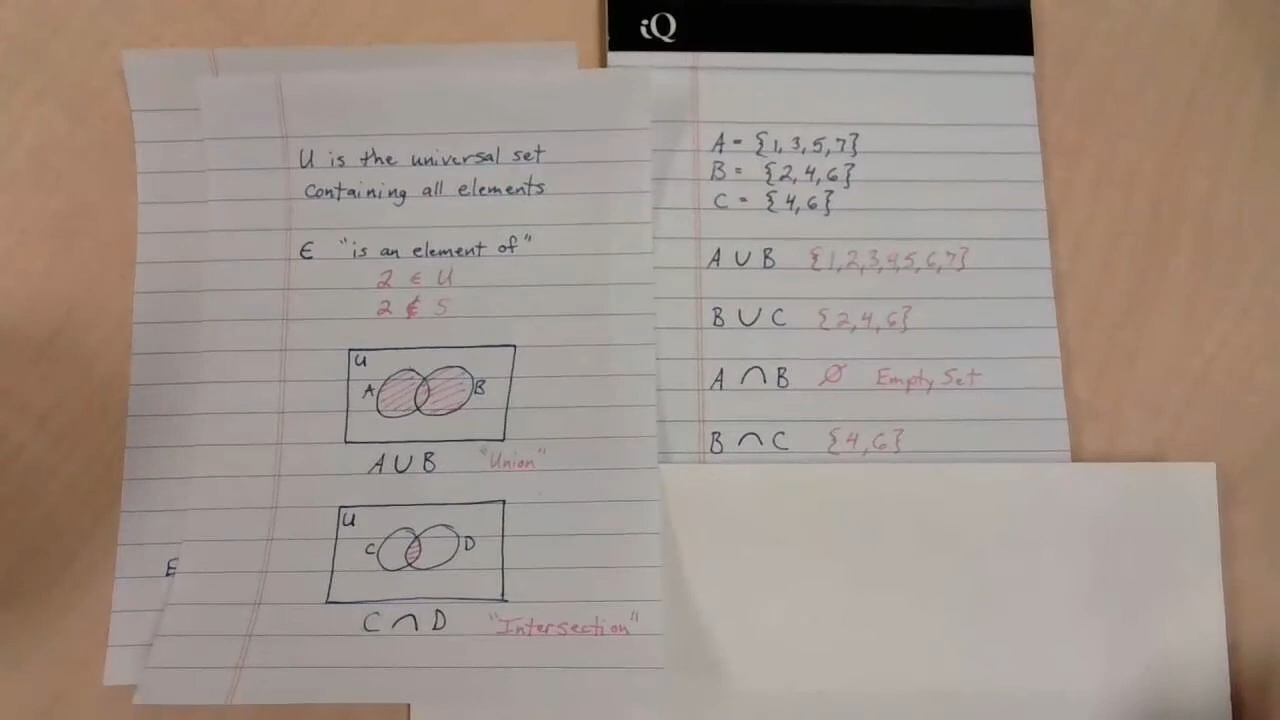 iQ
U is the universal set
containing all elements
∈ "is an element of"
2 ∈ U
2 ∉ S
U
A
B
A ∪ B "Union"
U
C
D
C ∩ D "Intersection"
E
A = {1, 3, 5, 7}
B = {2, 4, 6}
C = {4, 6}
A ∪ B {1,2,3,4,5,6,7}
B ∪ C {2,4,6}
A ∩ B ∅ Empty Set
B ∩ C {4,6}